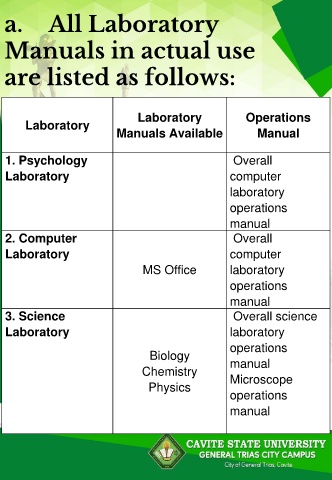 a. All Laboratory
Manuals in actual use
are listed as follows:
Laboratory
Laboratory
Manuals Available
Operations
Manual
1. Psychology
Laboratory
Overall
computer
laboratory
operations
manual
2. Computer
Laboratory
MS Office
Overall
computer
laboratory
operations
manual
3. Science
Laboratory
Biology
Chemistry
Physics
Overall science
laboratory
operations
manual
Microscope
operations
manual
CAVITE STATE UNIVERSITY
GENERAL TRIAS CITY CAMPUS
City of General Trias, Cavite